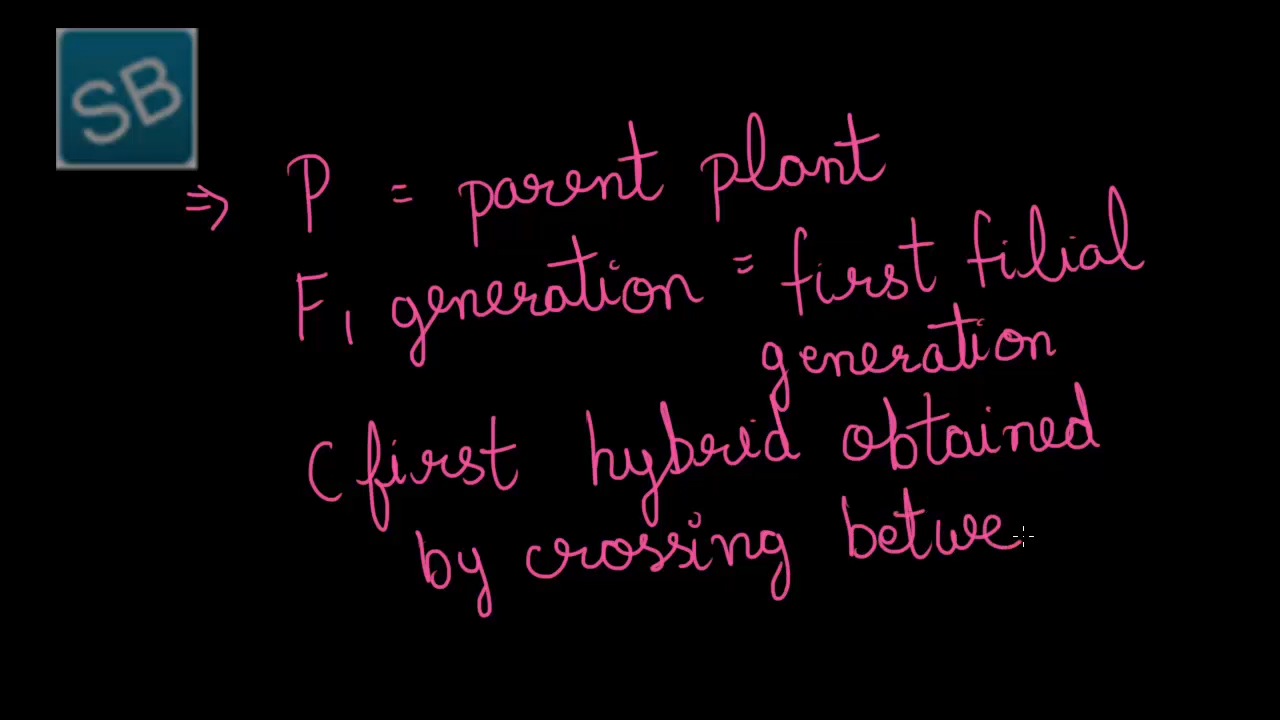 SB
⇒ P = parent plant
F₁ generation = first filial
generation
(first hybrid obtained
by crossing betwe